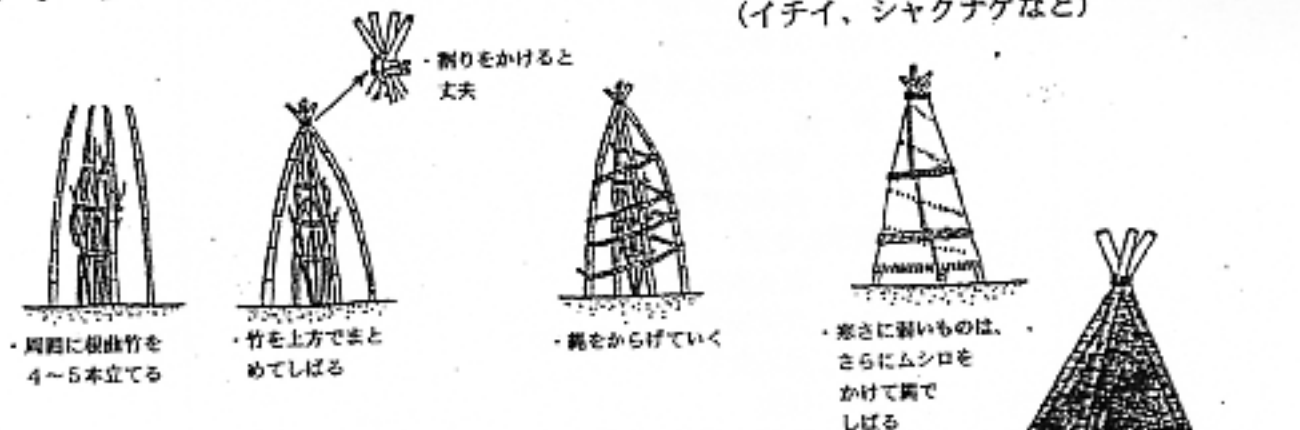 （イチイ、シャクナゲなど）
・割りをかけると
丈夫
・周囲に根曲竹を
4～5本立てる
・竹を上方でまと
めてしばる
・縄をからげていく
・寒さに弱いものは、
さらにムシロを
かけて縄で
しばる